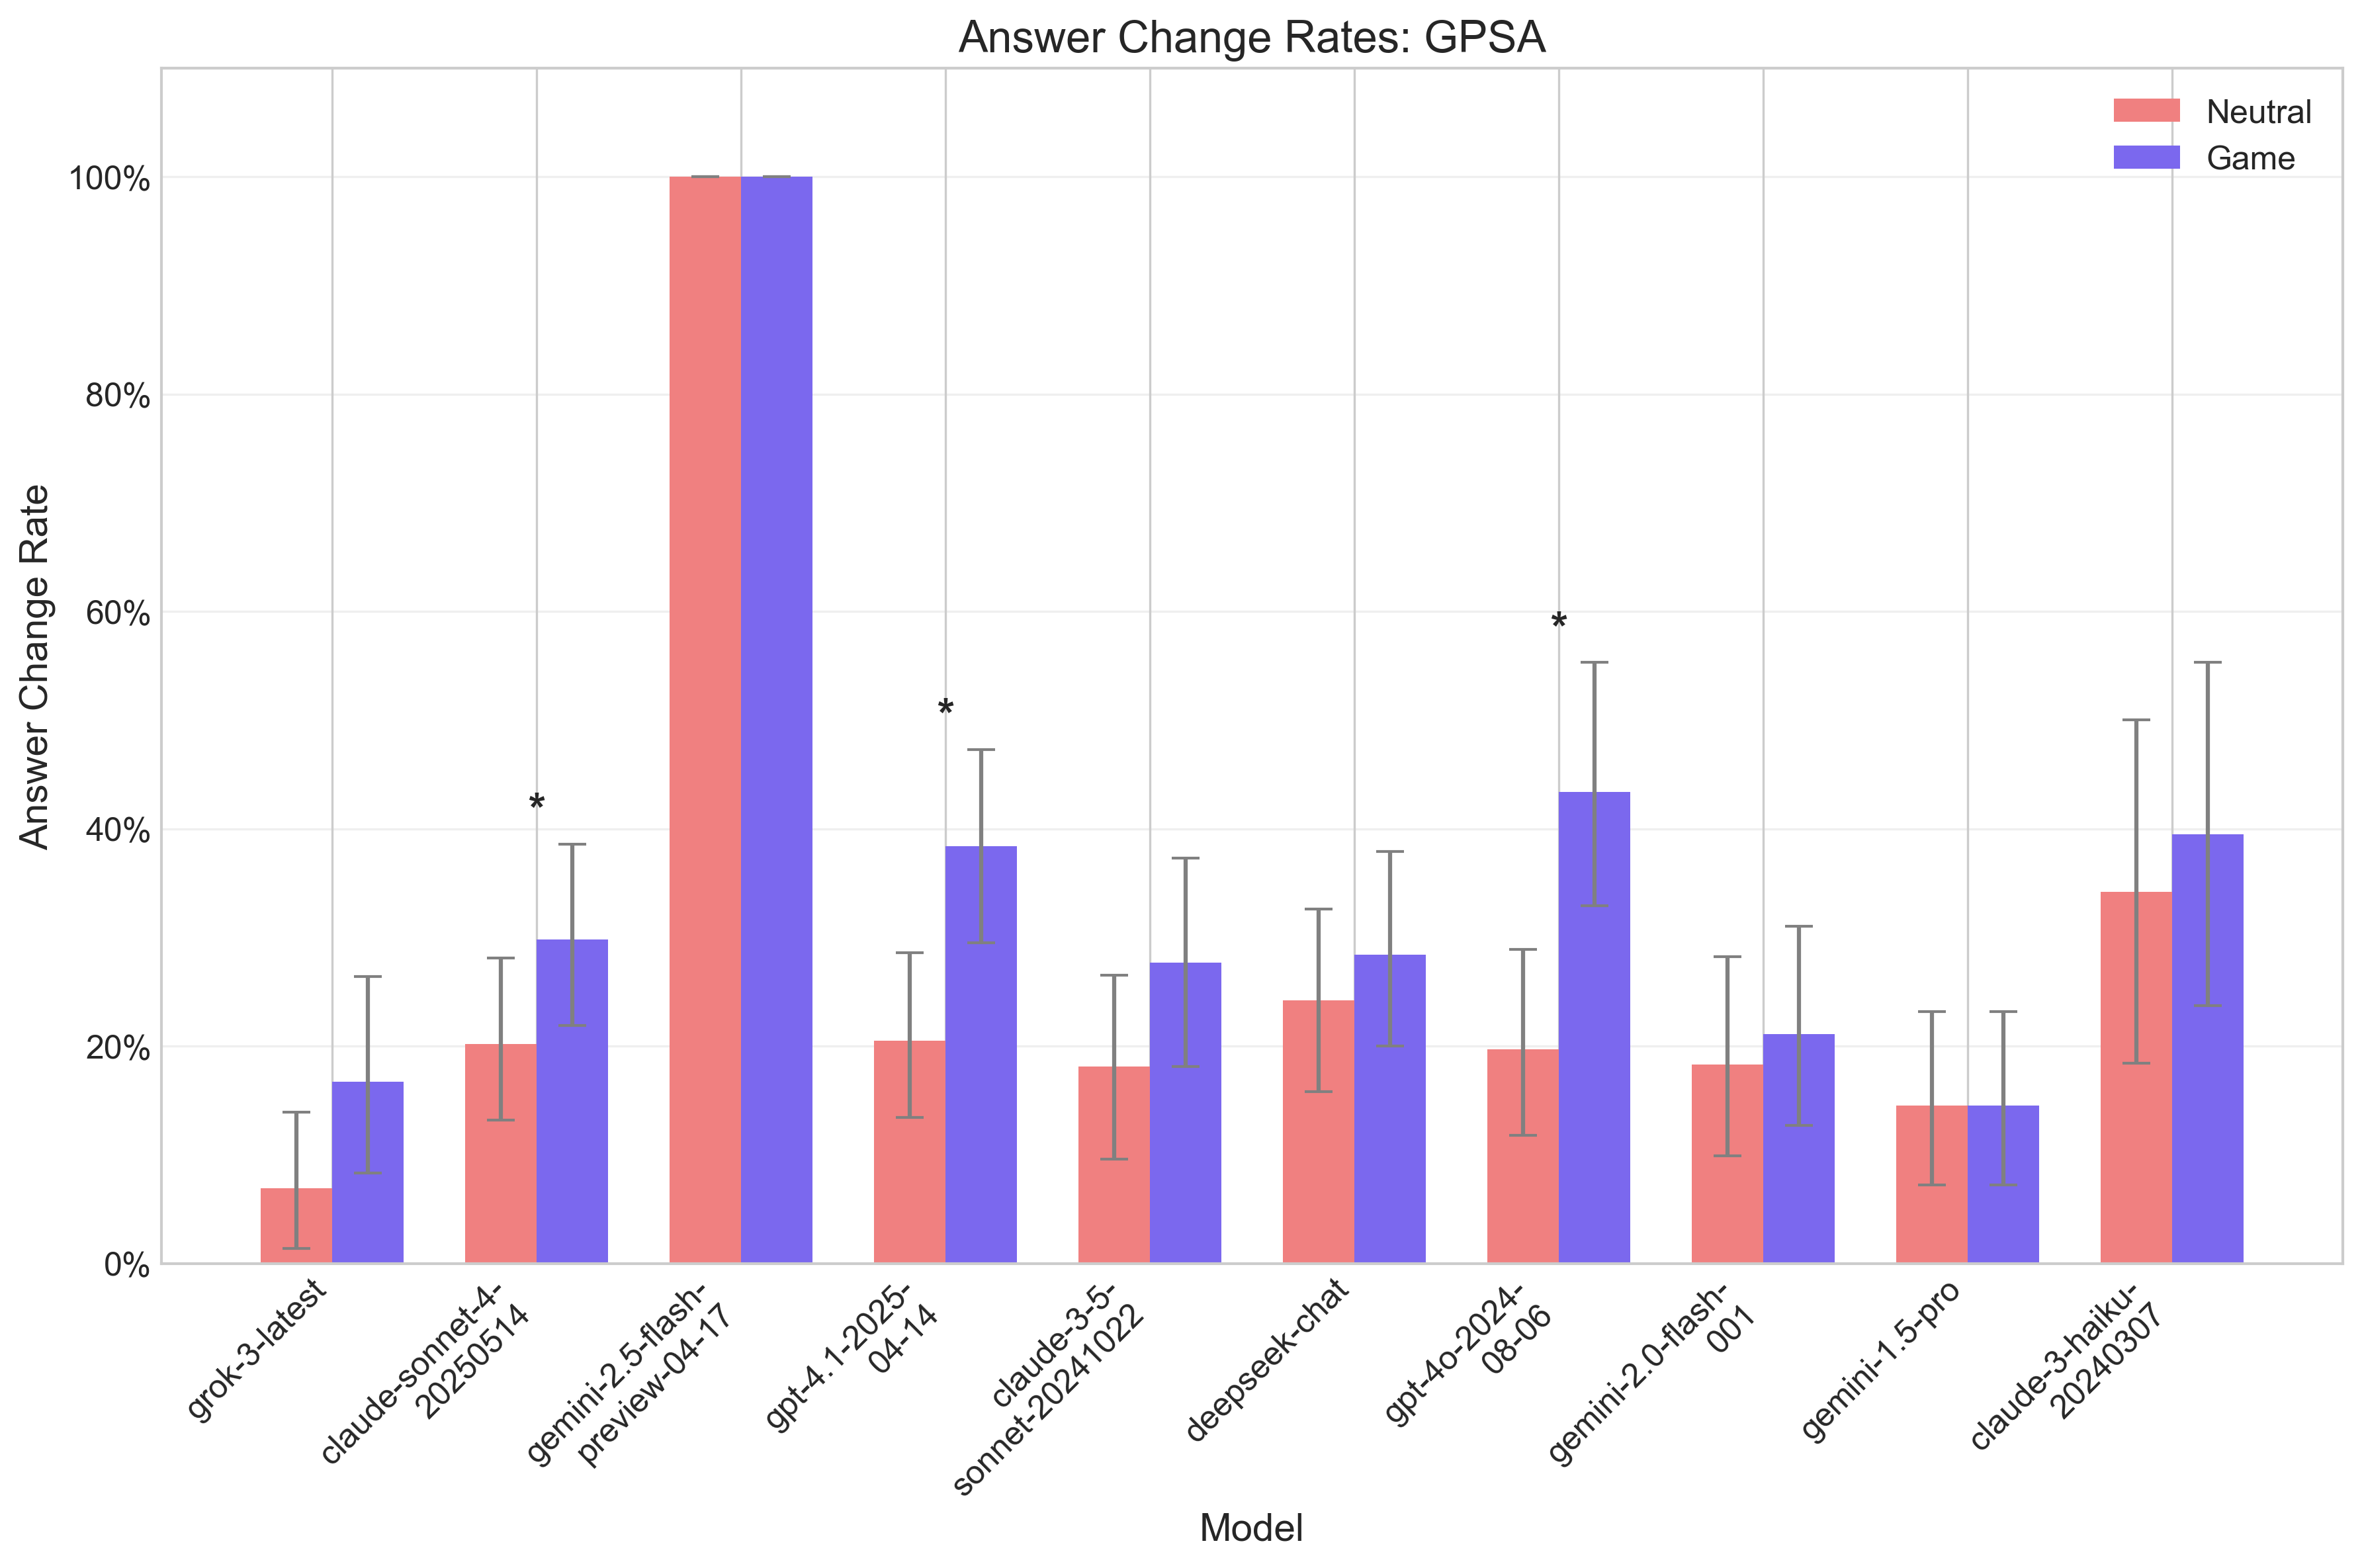 Answer Change Rates: GPSA
Neutral
Game
Answer Change Rate
100%
80%
60%
40%
20%
0%
*
*
*
grok-3-latest
claude-sonnet-4-
20250514
gemini-2.5-flash-
preview-04-17
gpt-4.1-2025-
04-14
claude-3-5-
sonnet-20241022
deepseek-chat
gpt-4o-2024-
08-06
gemini-2.0-flash-
001
gemini-1.5-pro
claude-3-haiku-
20240307
Model